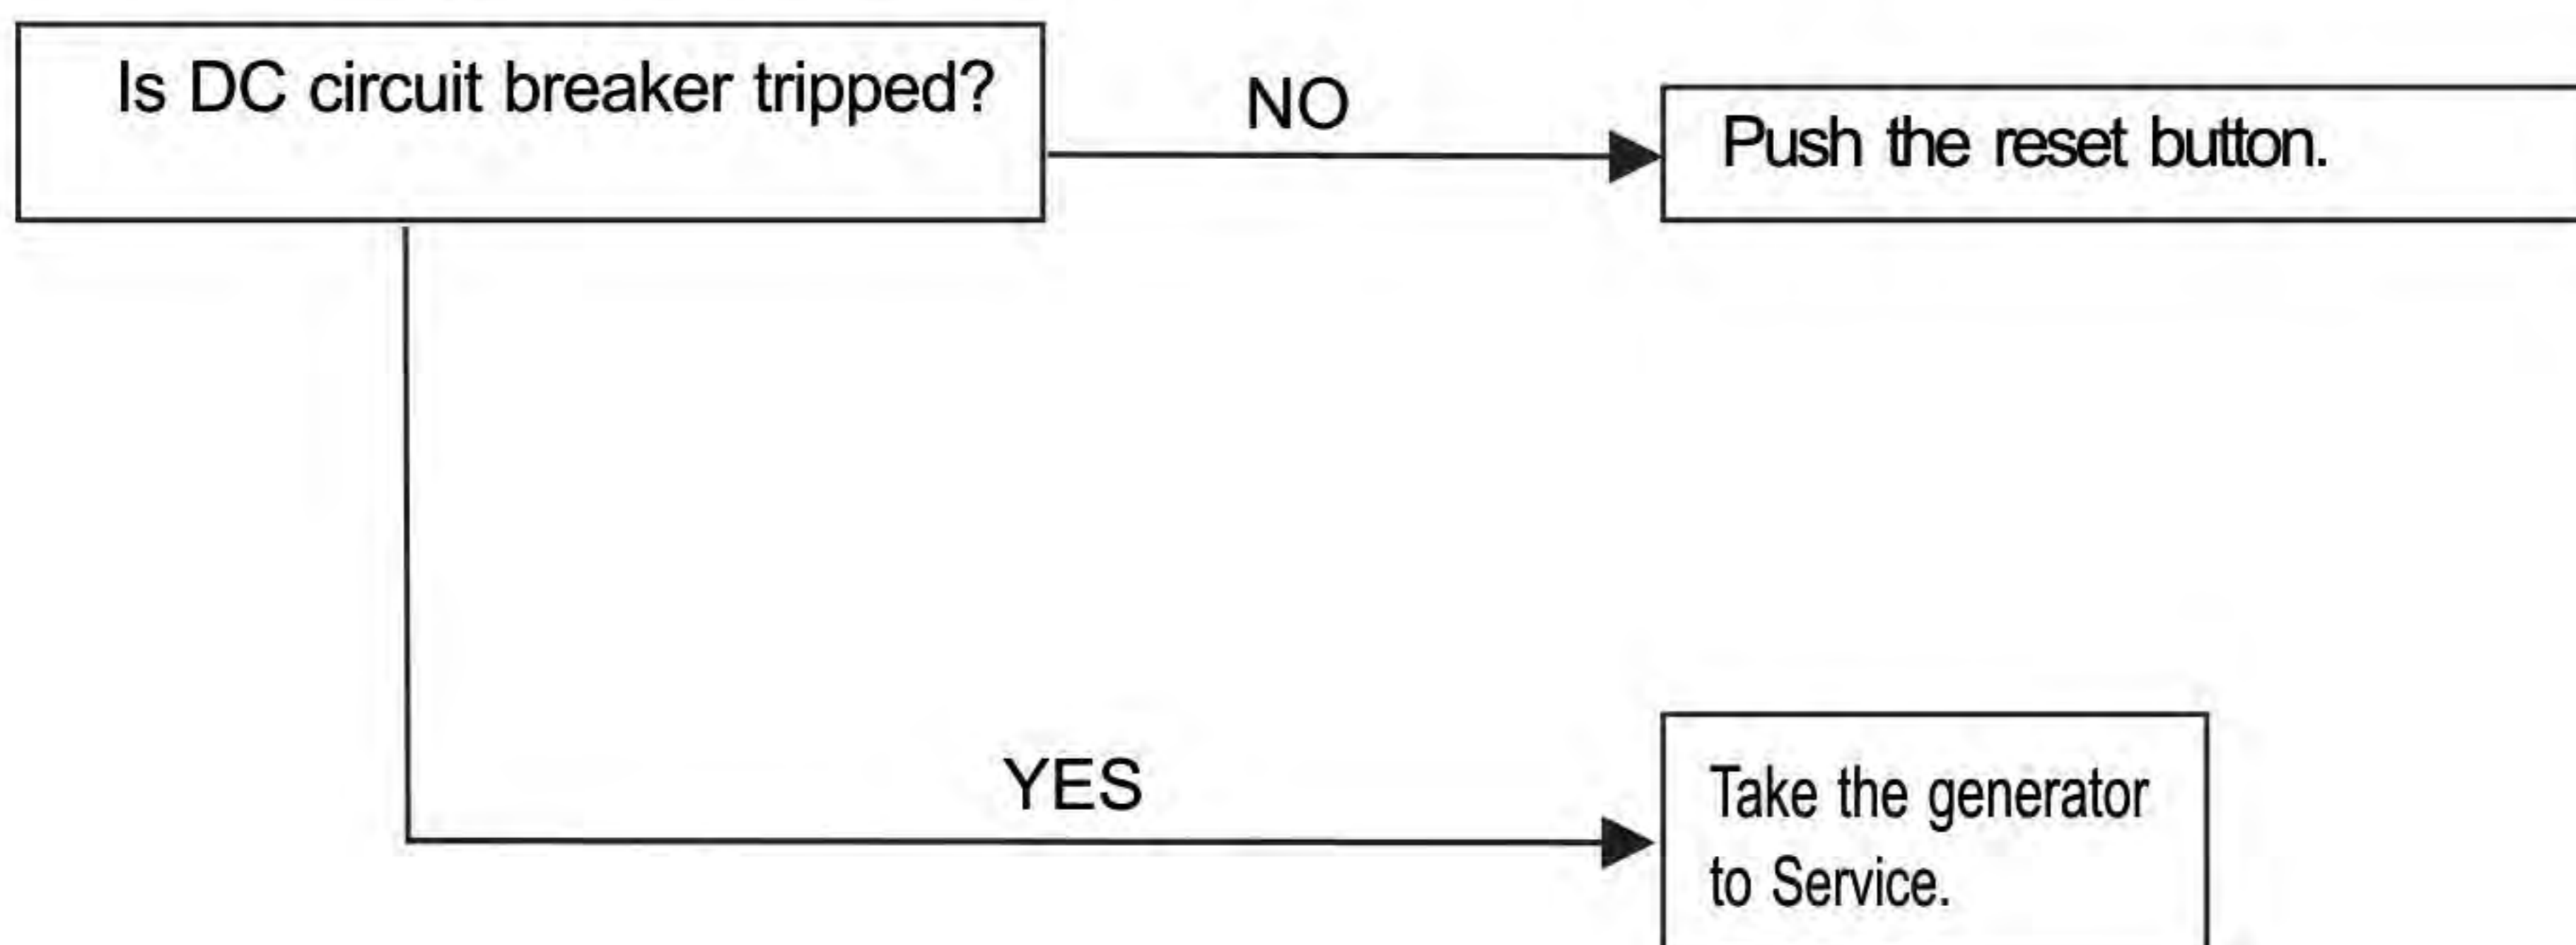 Is DC circuit breaker tripped?
NO
Push the reset button.
YES
Take the generator
to Service.